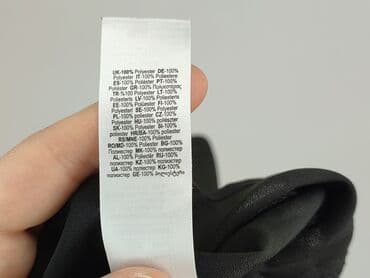 UK-100% Polyester DE-100%
Polyester IT-100% Poliestere
ES-100% Poliéster PT-100%
Poliéster GR-100% Πολυεστέρας
TR-%100 Polyester LT-100%
Poliesteris LV-100% Poliesteris
EE-100% Polüester FI-100%
Polyesteri SE-100% Polyester
PL-100% poliester CZ-100%
Polyester HU-100% poliészter
SK-100% Polyester SI-100%
poliester HR/BA-100% poliester
RS/MNE-100% Poliester
RO/MD-100% Poliester BG-100%
Полиестер MK-100% полиестер
AL-100% Poliestër RU-100%
полиэстер KZ-100% полиэстер
UA-100% поліестер KG-100%
полиэстер GE-100% პოლიესტერი